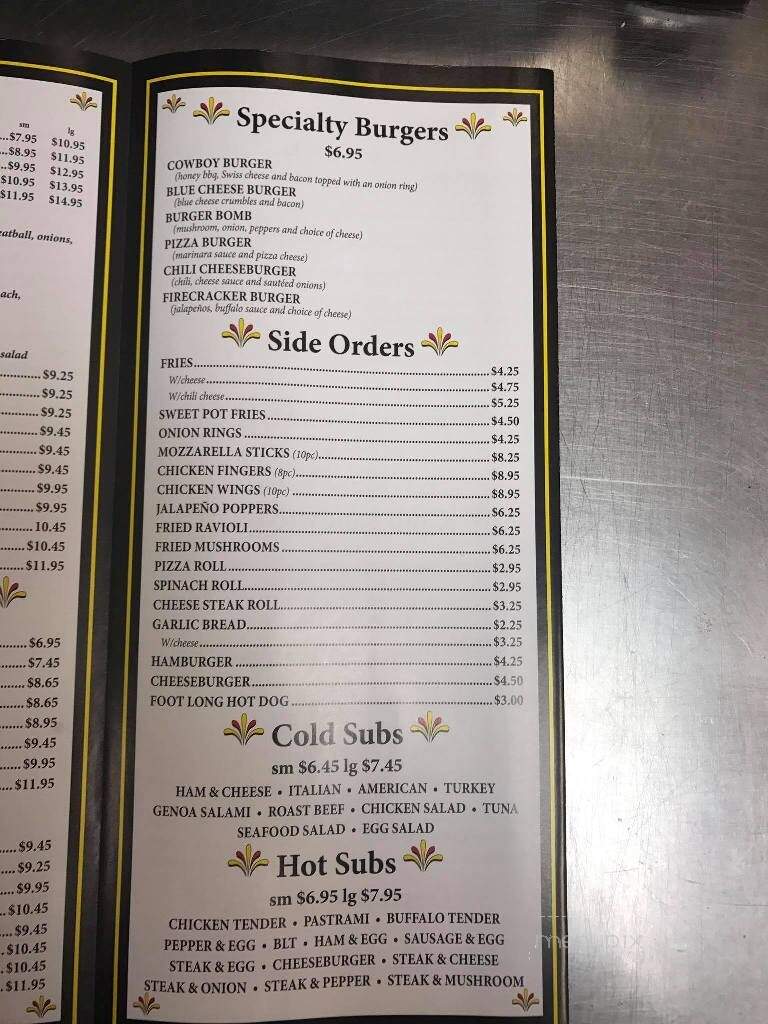 sm lg
...$7.95 $10.95
...$8.95 $11.95
..$9.95 $12.95
$10.95 $13.95
$11.95 $14.95
eatball, onions,
ach,
salad
............ $9.25
............ $9.25
............ $9.25
......... $9.45
......... $9.45
......... $9.45
......... $9.95
......... $9.95
.......... 10.45
....... $10.45
....... $11.95
........ $6.95
....... $7.45
...... $8.65
...... $8.65
...... $8.95
...... $9.45
...... $9.95
.... $11.95
.... $9.45
.... $9.25
.... $9.95
.. $10.45
.... $9.45
. $10.45
. $10.45
. $11.95
Specialty Burgers
$6.95
COWBOY BURGER
(honey bbq, Swiss cheese and bacon topped with an onion ring)
BLUE CHEESE BURGER
(blue cheese crumbles and bacon)
BURGER BOMB
(mushroom, onion, peppers and choice of cheese)
PIZZA BURGER
(marinara sauce and pizza cheese)
CHILI CHEESEBURGER
(chili, cheese sauce and sautéed onions)
FIRECRACKER BURGER
(jalapeños, buffalo sauce and choice of cheese)
Side Orders
FRIES........ $4.25
W/cheese........ $4.75
W/chili cheese........ $5.25
SWEET POT FRIES........ $4.50
ONION RINGS ........ $4.25
MOZZARELLA STICKS (10pc)........ $8.25
CHICKEN FINGERS (8pc)........ $8.95
CHICKEN WINGS (10pc) ........ $8.95
JALAPEÑO POPPERS........ $6.25
FRIED RAVIOLI........ $6.25
FRIED MUSHROOMS ........ $6.25
PIZZA ROLL........ $2.95
SPINACH ROLL........ $2.95
CHEESE STEAK ROLL........ $3.25
GARLIC BREAD........ $2.25
W/cheese........ $3.25
HAMBURGER ........ $4.25
CHEESEBURGER........ $4.50
FOOT LONG HOT DOG ........ $3.00
Cold Subs
sm $6.45 lg $7.45
HAM & CHEESE • ITALIAN • AMERICAN • TURKEY
GENOA SALAMI • ROAST BEEF • CHICKEN SALAD • TUNA
SEAFOOD SALAD • EGG SALAD
Hot Subs
sm $6.95 lg $7.95
CHICKEN TENDER • PASTRAMI • BUFFALO TENDER
PEPPER & EGG • BLT • HAM & EGG • SAUSAGE & EGG
STEAK & EGG • CHEESEBURGER • STEAK & CHEESE
STEAK & ONION • STEAK & PEPPER • STEAK & MUSHROOM